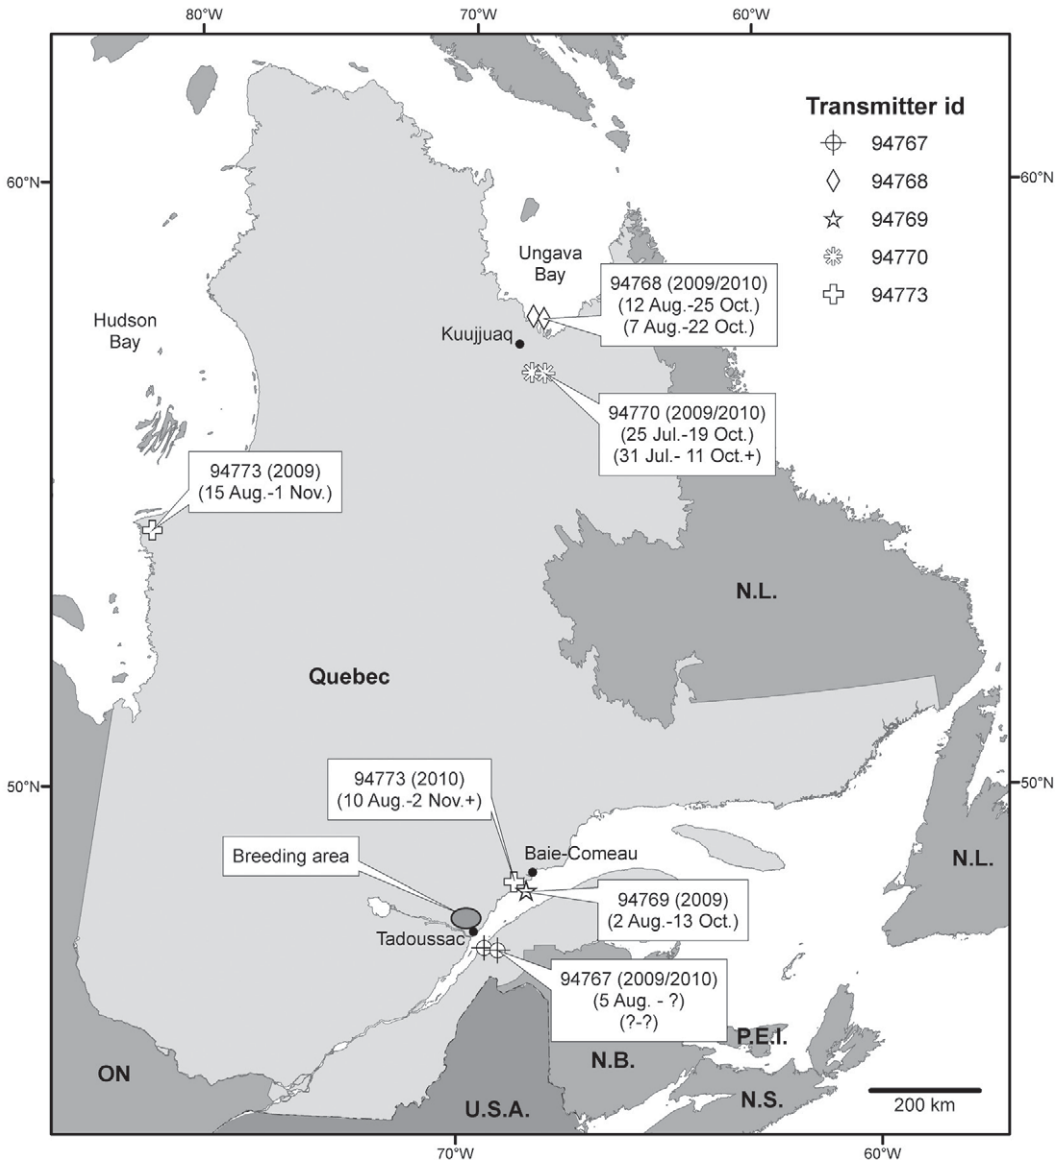 80°W
70°W
60°W
Transmitter id
94767
94768
94769
94770
94773
60°N
60°N
Ungava
Bay
94768 (2009/2010)
(12 Aug.-25 Oct.)
(7 Aug.-22 Oct.)
Hudson
Bay
Kuujjuaq
94770 (2009/2010)
(25 Jul.-19 Oct.)
(31 Jul.- 11 Oct.+)
94773 (2009)
(15 Aug.-1 Nov.)
N.L.
Quebec
50°N
50°N
94773 (2010)
(10 Aug.-2 Nov.+)
Breeding area
Baie-Comeau
N.L.
94769 (2009)
(2 Aug.-13 Oct.)
Tadoussac
94767 (2009/2010)
(5 Aug. - ?)
(?-?)
P.E.I.
N.B.
ON
N.S.
U.S.A.
200 km
70°W
60°W